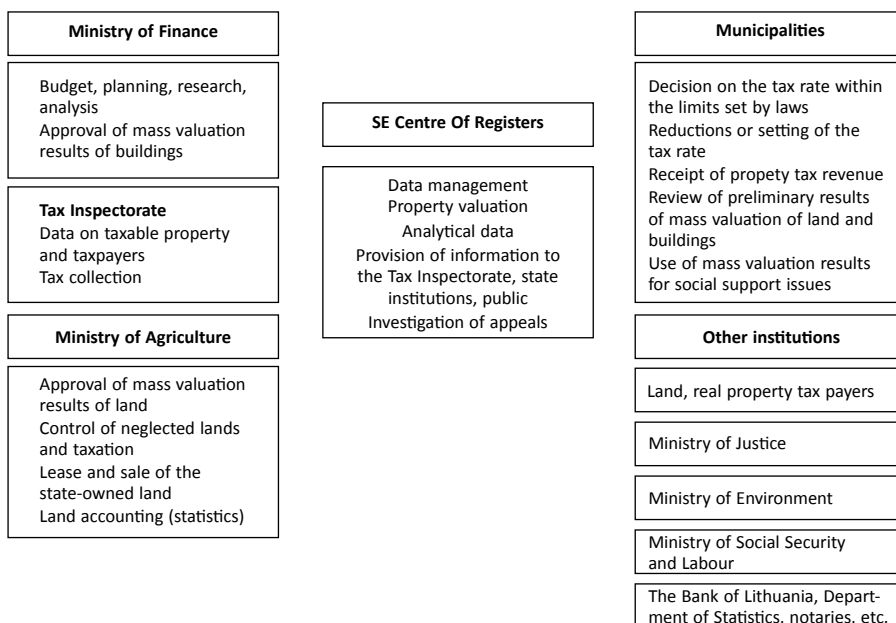 Ministry of Finance
Budget, planning, research,
analysis
Approval of mass valuation
results of buildings
Tax Inspectorate
Data on taxable property
and taxpayers
Tax collection
Ministry of Agriculture
Approval of mass valuation
results of land
Control of neglected lands
and taxation
Lease and sale of the
state-owned land
Land accounting (statistics)
SE Centre Of Registers
Data management
Property valuation
Analytical data
Provision of information to
the Tax Inspectorate, state
institutions, public
Investigation of appeals
Municipalities
Decision on the tax rate within
the limits set by laws
Reductions or setting of the
tax rate
Receipt of propety tax revenue
Review of preliminary results
of mass valuation of land and
buildings
Use of mass valuation results
for social support issues
Other institutions
Land, real property tax payers
Ministry of Justice
Ministry of Environment
Ministry of Social Security
and Labour
The Bank of Lithuania, Depart-
ment of Statistics, notaries, etc.